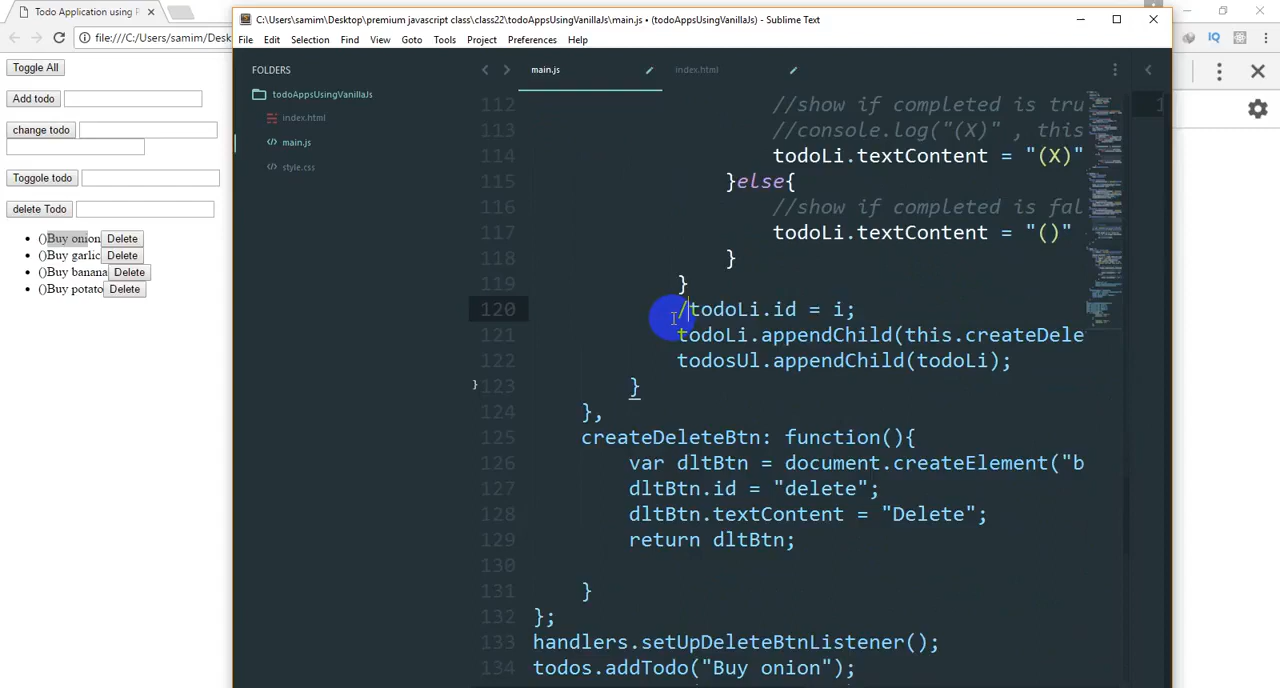 Todo Application using
C:\Users\samim\Desktop\premium javascript class\class22\todoAppsUsingVanillaJs\main.js • (todoAppsUsingVanillaJs) - Sublime Text
file:///C:/Users/samim/Desk
IQ
File Edit Selection Find View Goto Tools Project Preferences Help
Toggle All
Add todo
change todo
Toggole todo
delete Todo
()Buy onion Delete
()Buy garlic Delete
()Buy banana Delete
()Buy potato Delete
FOLDERS
todoAppsUsingVanillaJs
index.html
main.js
style.css
main.js index.html
112 //show if completed is tru
113 //console.log("(X)" , this
114 todoLi.textContent = "(X)"
115 }else{
116 //show if completed is fal
117 todoLi.textContent = "()"
118 }
119 }
120 /todoLi.id = i;
121 todoLi.appendChild(this.createDele
122 todosUl.appendChild(todoLi);
} 123 }
124 },
125 createDeleteBtn: function(){
126 var dltBtn = document.createElement("b
127 dltBtn.id = "delete";
128 dltBtn.textContent = "Delete";
129 return dltBtn;
130
131 }
132 };
133 handlers.setUpDeleteBtnListener();
134 todos.addTodo("Buy onion");
1